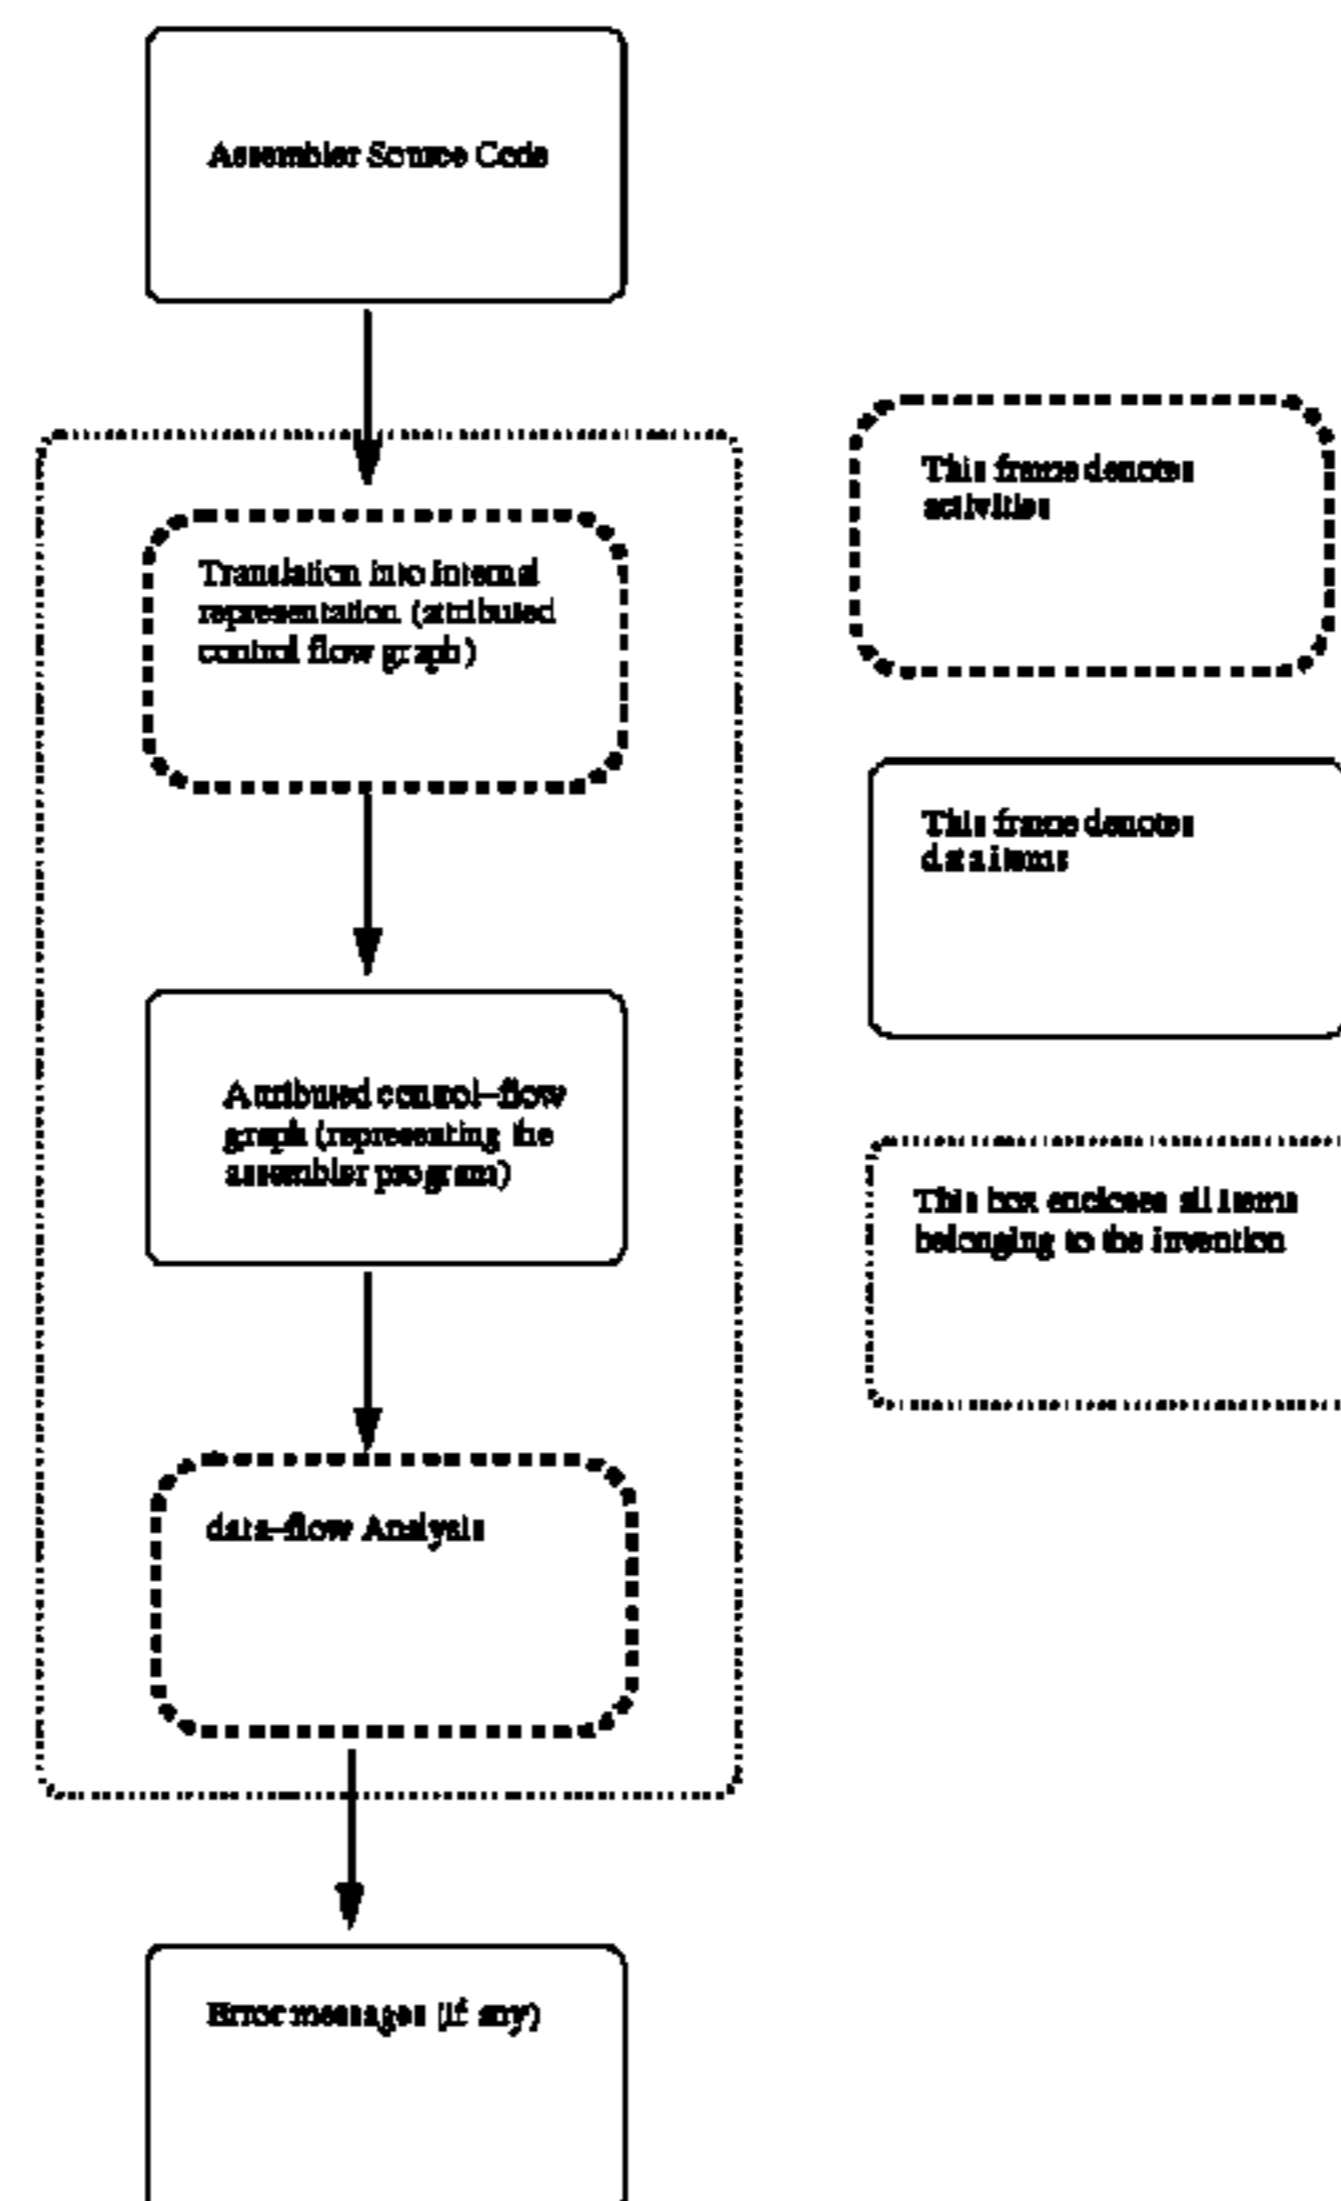 Assembler Source Code
Translation into internal
representation (attributed
control flow graph)
Attributed control-flow
graph (representing the
assembler program)
data-flow Analysis
Error messages (if any)
This frame denotes
activities
This frame denotes
data items
This box encloses all items
belonging to the invention